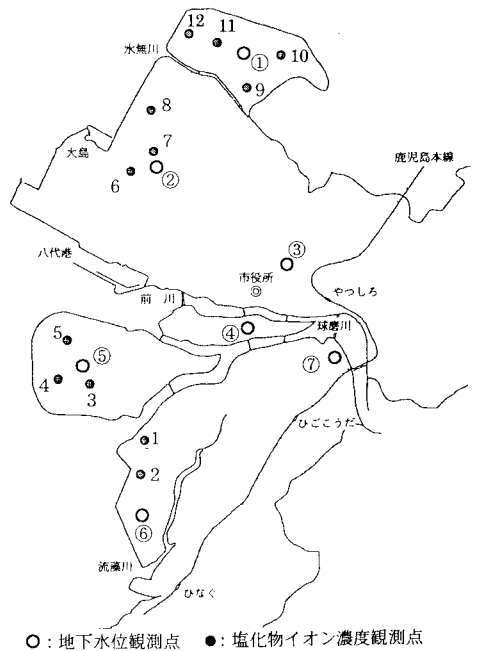 12
11
①
10
水無川
9
8
7
大島
6
②
鹿児島本線
③
八代港
市役所
やつしろ
前川
④
球磨川
5
⑤
⑦
4
3
ひごこうだ
1
2
⑥
流藻川
ひなぐ
○：地下水位観測点 ●：塩化物イオン濃度観測点